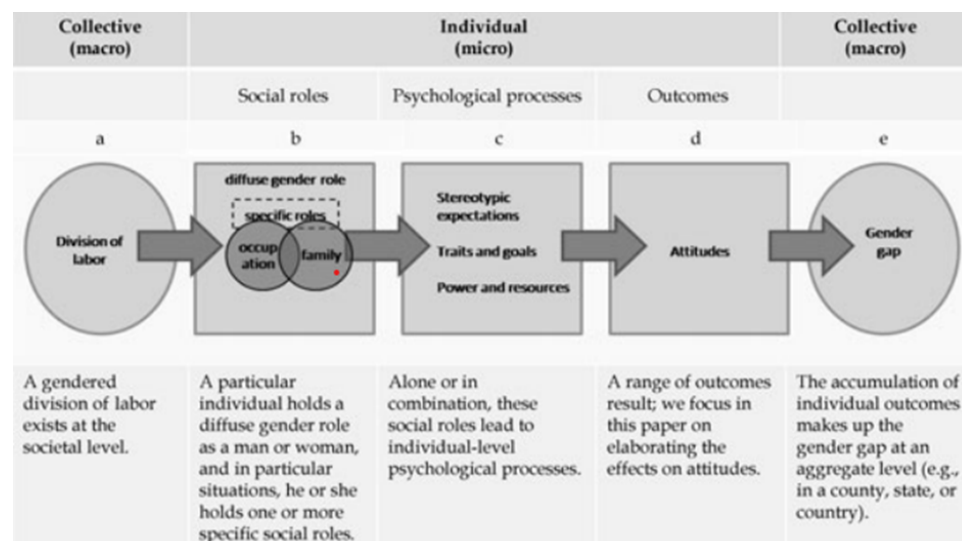 Collective
(macro)
Individual
(micro)
Collective
(macro)
Social roles
Psychological processes
Outcomes
a
b
c
d
e
Division of
labor
diffuse gender role
specific roles
occup
ation
family
Stereotypic
expectations
Traits and goals
Power and resources
Attitudes
Gender
gap
A gendered
division of labor
exists at the
societal level.
A particular
individual holds a
diffuse gender role
as a man or woman,
and in particular
situations, he or she
holds one or more
specific social roles.
Alone or in
combination, these
social roles lead to
individual-level
psychological processes.
A range of outcomes
result; we focus in
this paper on
elaborating the
effects on attitudes.
The accumulation of
individual outcomes
makes up the
gender gap at an
aggregate level (e.g.,
in a county, state, or
country).